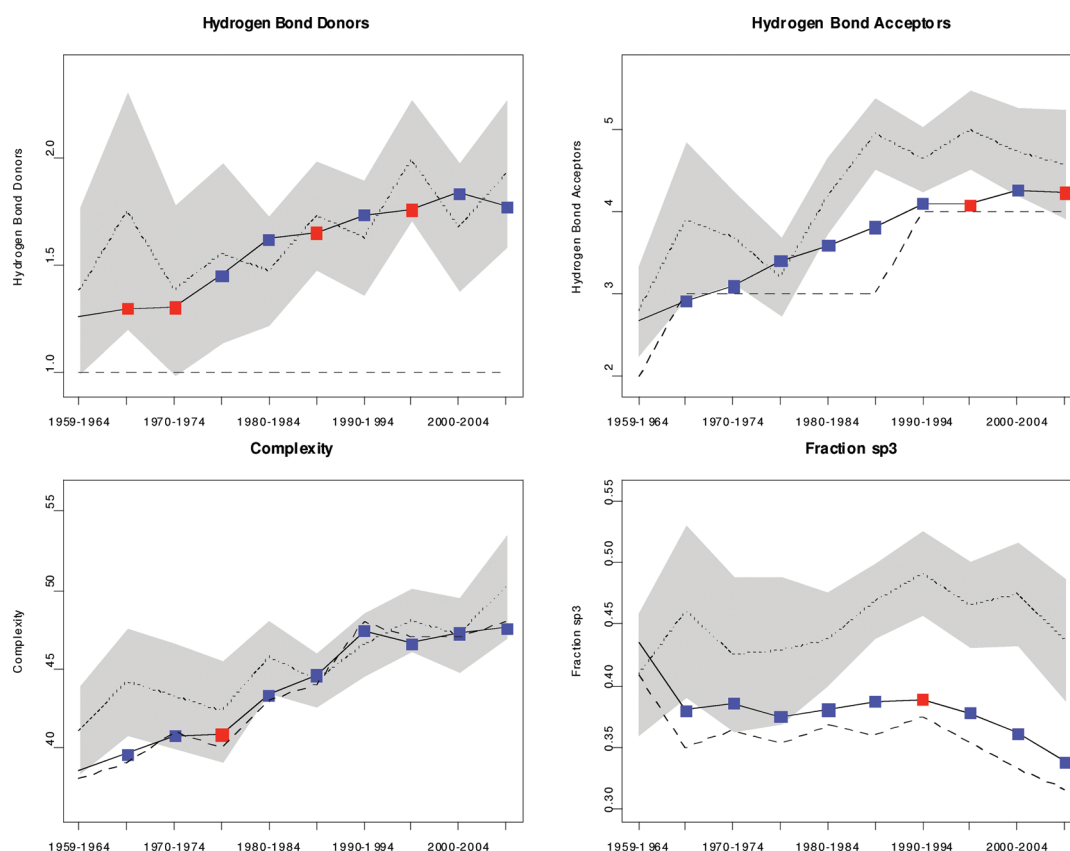 Hydrogen Bond Donors
Hydrogen Bond Donors
2.0
1.5
1.0
1959-1964 1970-1974 1980-1984 1990-1994 2000-2004
Hydrogen Bond Acceptors
Hydrogen Bond Acceptors
5
4
3
2
1959-1964 1970-1974 1980-1984 1990-1994 2000-2004
Complexity
Complexity
55
50
45
40
1959-1964 1970-1974 1980-1984 1990-1994 2000-2004
Fraction sp3
Fraction sp3
0.55
0.50
0.45
0.40
0.35
0.30
1959-1964 1970-1974 1980-1984 1990-1994 2000-2004